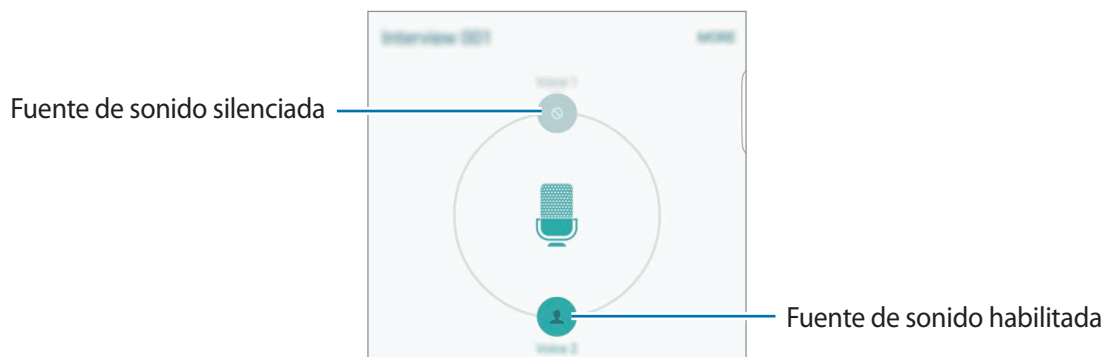 Interview 001
MORE
Voice 1
Fuente de sonido silenciada
Fuente de sonido habilitada
Voice 2